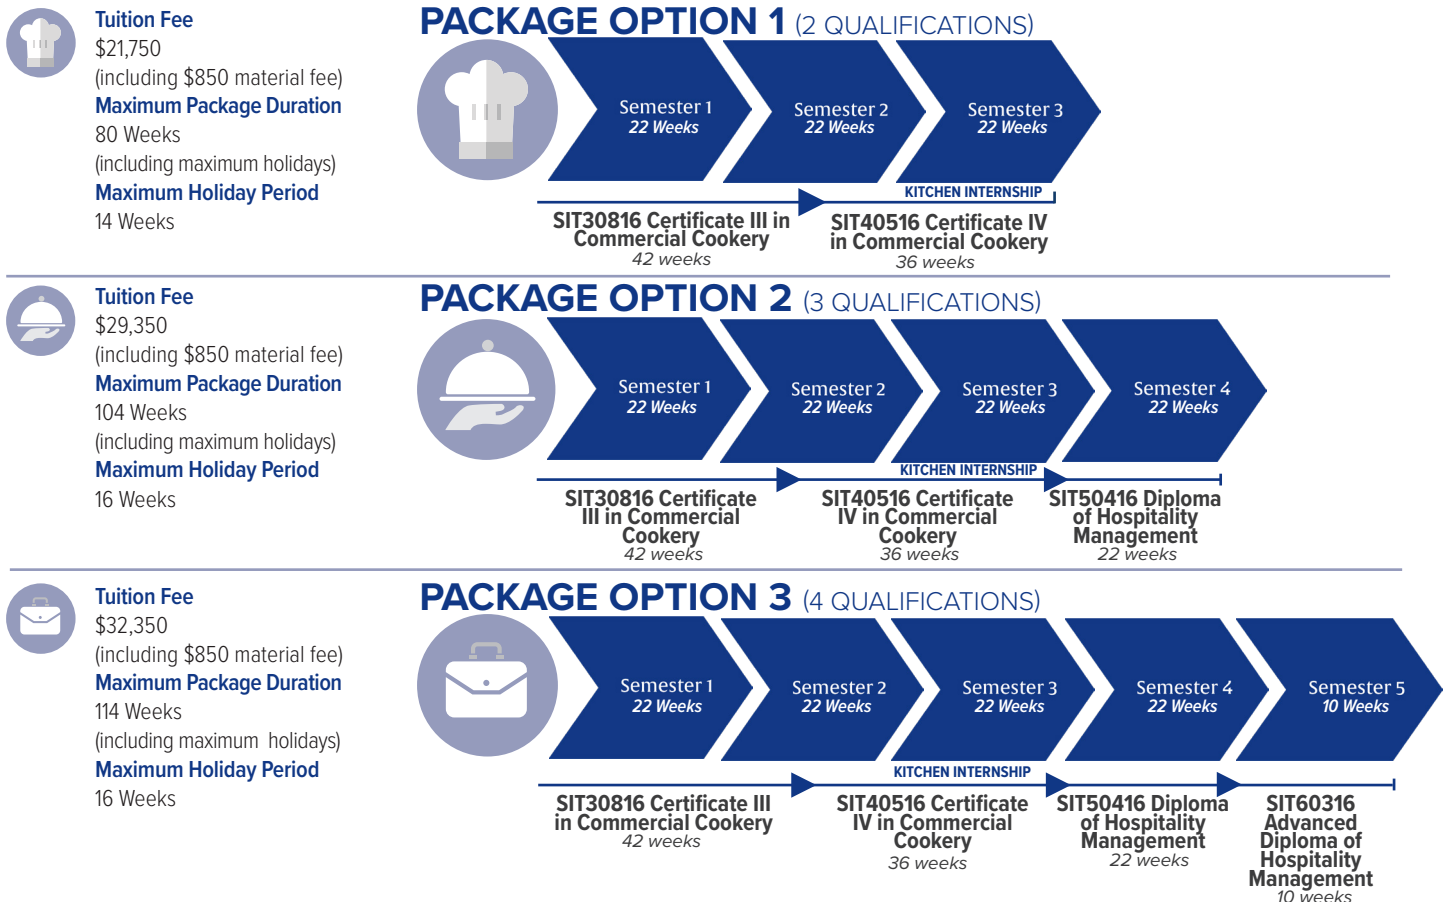 Tuition Fee
$21,750
(including $850 material fee)
Maximum Package Duration
80 Weeks
(including maximum holidays)
Maximum Holiday Period
14 Weeks
PACKAGE OPTION 1 (2 QUALIFICATIONS)
Semester 1
22 Weeks
Semester 2
22 Weeks
Semester 3
22 Weeks
KITCHEN INTERNSHIP
SIT30816 Certificate III in
Commercial Cookery
42 weeks
SIT40516 Certificate IV
in Commercial Cookery
36 weeks
Tuition Fee
$29,350
(including $850 material fee)
Maximum Package Duration
104 Weeks
(including maximum holidays)
Maximum Holiday Period
16 Weeks
PACKAGE OPTION 2 (3 QUALIFICATIONS)
Semester 1
22 Weeks
Semester 2
22 Weeks
Semester 3
22 Weeks
Semester 4
22 Weeks
KITCHEN INTERNSHIP
SIT30816 Certificate
III in Commercial
Cookery
42 weeks
SIT40516 Certificate
IV in Commercial
Cookery
36 weeks
SIT50416 Diploma
of Hospitality
Management
22 weeks
Tuition Fee
$32,350
(including $850 material fee)
Maximum Package Duration
114 Weeks
(including maximum holidays)
Maximum Holiday Period
16 Weeks
PACKAGE OPTION 3 (4 QUALIFICATIONS)
Semester 1
22 Weeks
Semester 2
22 Weeks
Semester 3
22 Weeks
Semester 4
22 Weeks
Semester 5
10 Weeks
KITCHEN INTERNSHIP
SIT30816 Certificate III
in Commercial Cookery
42 weeks
SIT40516 Certificate
IV in Commercial
Cookery
36 weeks
SIT50416 Diploma
of Hospitality
Management
22 weeks
SIT60316
Advanced
Diploma of
Hospitality
Management
10 weeks